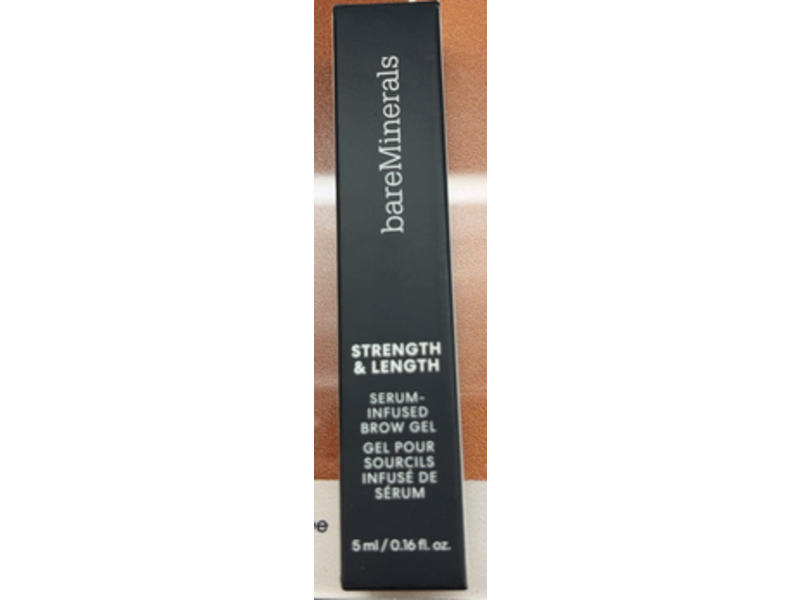 bareMinerals
STRENGTH
& LENGTH
SERUM-
INFUSED
BROW GEL
GEL POUR
SOURCILS
INFUSÉ DE
SÉRUM
5 ml / 0.16 fl. oz.